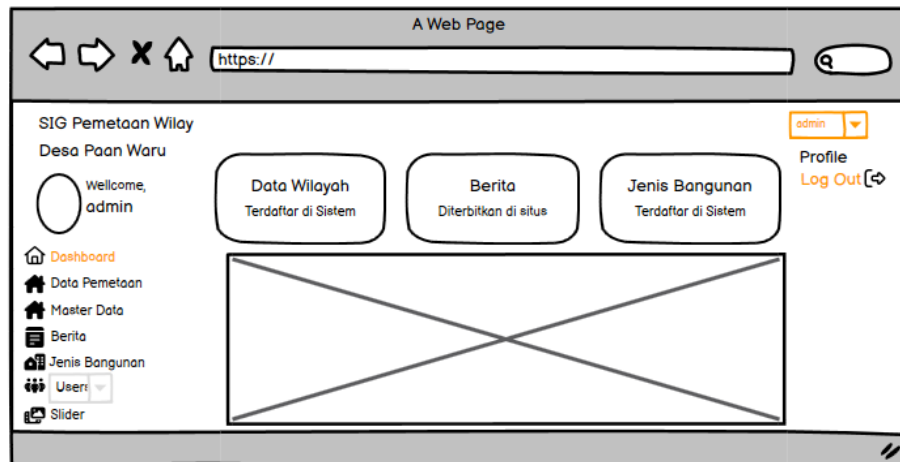 A Web Page
https://
SIG Pemetaan Wilay
Desa Paan Waru
Wellcome,
admin
Dashboard
Data Pemetaan
Master Data
Berita
Jenis Bangunan
Users
Slider
Data Wilayah
Terdaftar di Sistem
Berita
Diterbitkan di situs
Jenis Bangunan
Terdaftar di Sistem
admin
Profile
Log Out